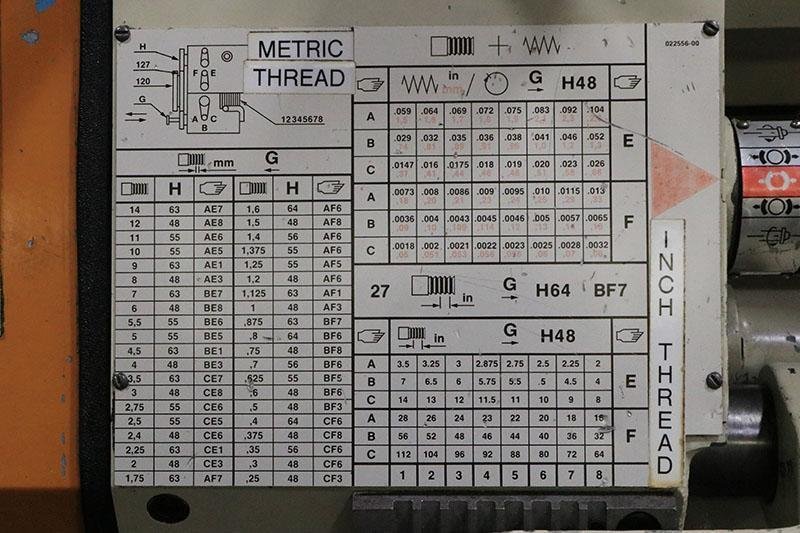 METRIC
THREAD
H
127
120
G
F E
A C
B
12345678
022556-00
mm G
H H
14 63 AE7 1,6 64 AF6
12 48 AE8 1,5 48 AF8
11 55 AE6 1,4 56 AF6
10 55 AE5 1,375 55 AF6
9 63 AE1 1,25 55 AF5
8 48 AE3 1,2 48 AF6
7 63 BE7 1,125 63 AF1
6 48 BE8 1 48 AF3
5,5 55 BE6 ,875 63 BF7
5 55 BE5 ,8 64 BF6
4,5 63 BE1 ,75 48 BF8
4 48 BE3 ,7 56 BF6
3,5 63 CE7 ,625 55 BF5
3 48 CE8 ,6 48 BF6
2,75 55 CE6 ,5 48 BF3
2,5 55 CE5 ,4 64 CF6
2,4 48 CE6 ,375 48 CF8
2,25 63 CE1 ,35 56 CF6
2 48 CE3 ,3 48 CF6
1,75 63 AF7 ,25 48 CF3
+
in / mm G H48
A .059 .064 .069 .072 .075 .083 .092 .104
B .029 .032 .035 .036 .038 .041 .046 .052
E
C .0147 .016 .0175 .018 .019 .020 .023 .026
A .0073 .008 .0086 .009 .0095 .010 .0115 .013
B .0036 .004 .0043 .0045 .0046 .005 .0057 .0065
F
C .0018 .002 .0021 .0022 .0023 .0025 .0028 .0032
27 in G H64 BF7
in G H48
A 3.5 3.25 3 2.875 2.75 2.5 2.25 2
B 7 6.5 6 5.75 5.5 .5 4.5 4
E
C 14 13 12 11.5 11 10 9 8
A 28 26 24 23 22 20 18 16
B 56 52 48 46 44 40 36 32
F
C 112 104 96 92 88 80 72 64
1 2 3 4 5 6 7 8
INCH THREAD